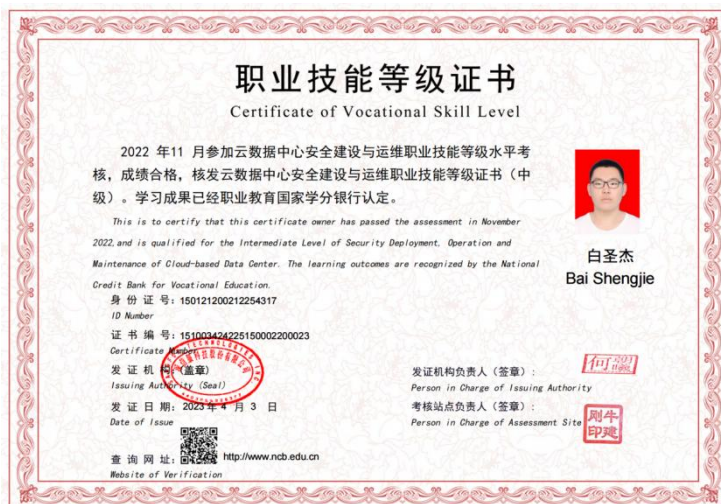 职业技能等级证书
Certificate of Vocational Skill Level
2022 年11 月参加云数据中心安全建设与运维职业技能等级水平考
核，成绩合格，核发云数据中心安全建设与运维职业技能等级证书（中
级）。学习成果已经职业教育国家学分银行认定。
This is to certify that this certificate owner has passed the assessment in November
2022,and is qualified for the Intermediate Level of Security Deployment, Operation and
Maintenance of Cloud-based Data Center. The learning outcomes are recognized by the National
Credit Bank for Vocational Education.
白圣杰
Bai Shengjie
身 份 证 号：150121200212254317
ID Number
证 书 编 号：151003424225150002200023
Certificate Number
发 证 机 构：(盖章)
Issuing Authority (Seal)
发 证 日 期：2023 年 4 月 3 日
Date of Issue
查 询 网 址：
http://www.ncb.edu.cn
Website of Verification
发证机构负责人（签章）：
Person in Charge of Issuing Authority
考核站点负责人（签章）：
Person in Charge of Assessment Site